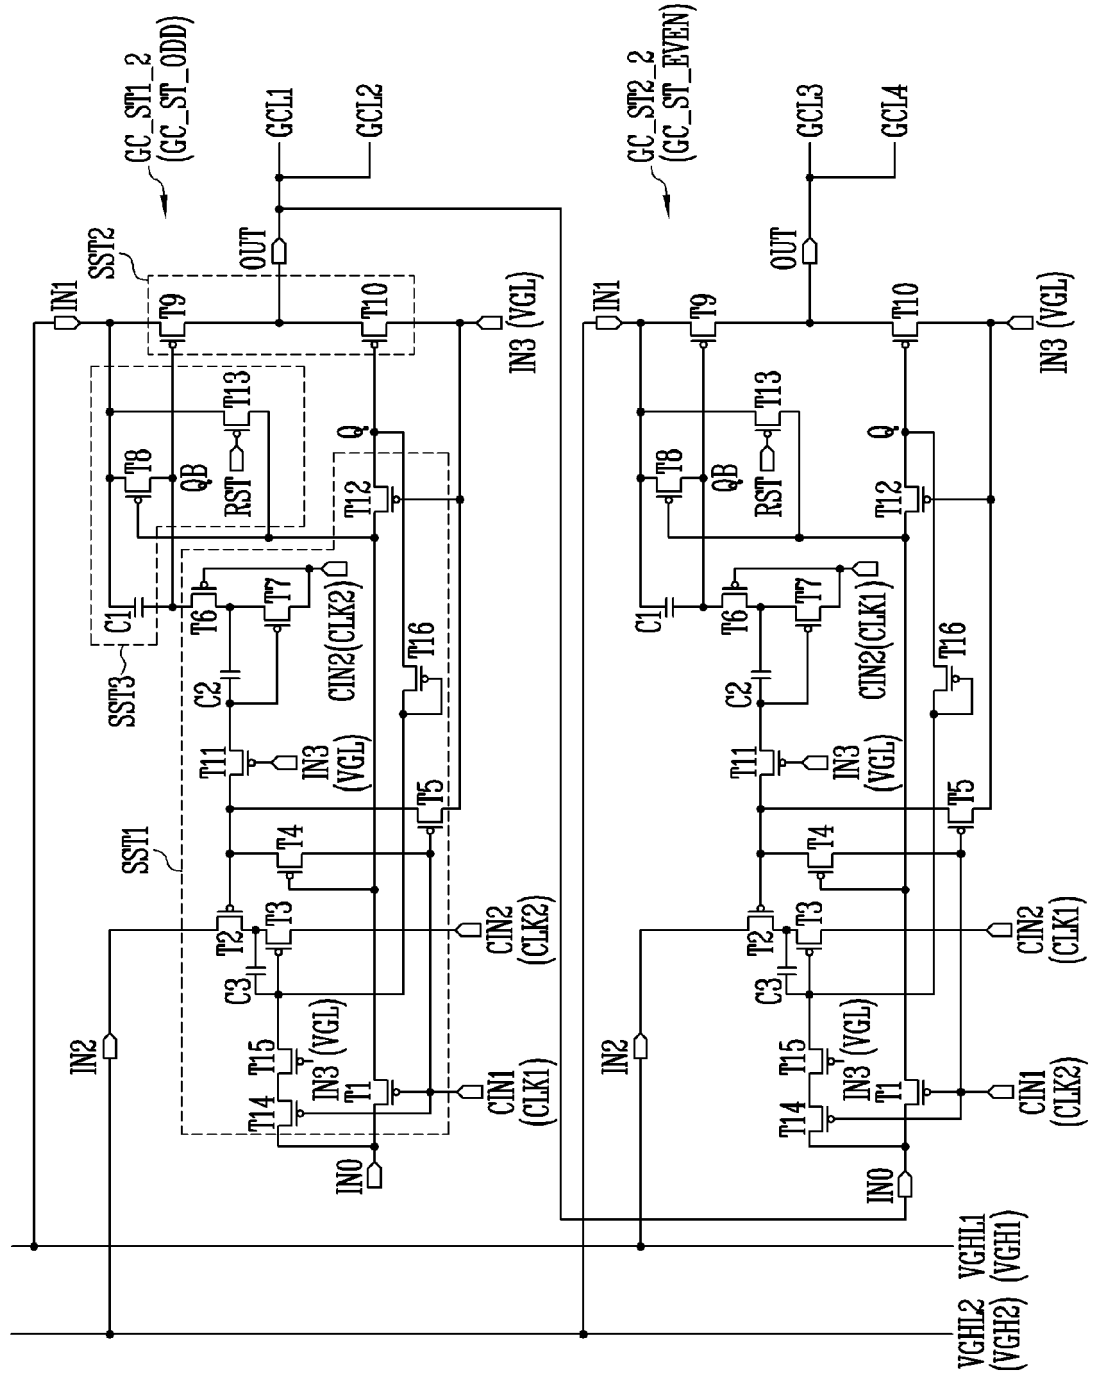 GC_ST1_2
(GC_ST_ODD)
SST2
IN1
GCL1
GCL2
OUT
T9
T10
IN3 (VGL)
T13
RST
T8
QB
Q
T12
C1
SST3
T6
T7
CIN2(CLK2)
C2
T16
T11
IN3
(VGL)
T5
T4
SST1
T2
T3
C3
CIN2
(CLK2)
IN2
T15
IN3
(VGL)
T14
T1
CIN1
(CLK1)
IN0
GC_ST2_2
(GC_ST_EVEN)
IN1
GCL3
GCL4
OUT
T9
T10
IN3 (VGL)
T13
RST
T8
QB
Q
T12
C1
T6
T7
CIN2(CLK1)
C2
T16
T11
IN3
(VGL)
T5
T4
T2
T3
C3
CIN2
(CLK1)
IN2
T15
IN3
(VGL)
T14
T1
CIN1
(CLK2)
IN0
VGHL1
(VGH1)
VGHL2
(VGH2)